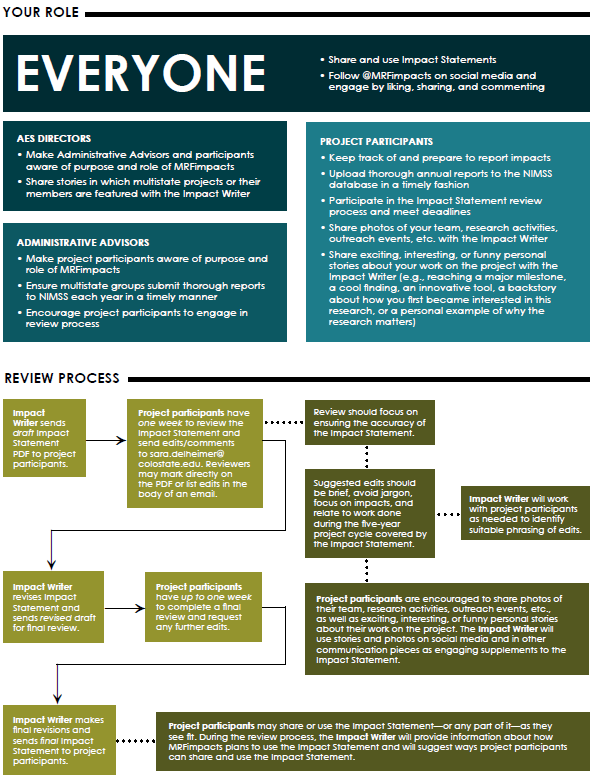 YOUR ROLE
EVERYONE
• Share and use Impact Statements
• Follow @MRFimpacts on social media and
engage by liking, sharing, and commenting
AES DIRECTORS
• Make Administrative Advisors and participants
aware of purpose and role of MRFimpacts
• Share stories in which multistate projects or their
members are featured with the Impact Writer
ADMINISTRATIVE ADVISORS
• Make project participants aware of purpose and
role of MRFimpacts
• Ensure multistate groups submit thorough reports
to NIMSS each year in a timely manner
• Encourage project participants to engage in
review process
PROJECT PARTICIPANTS
• Keep track of and prepare to report impacts
• Upload thorough annual reports to the NIMSS
database in a timely fashion
• Participate in the Impact Statement review
process and meet deadlines
• Share photos of your team, research activities,
outreach events, etc. with the Impact Writer
• Share exciting, interesting, or funny personal
stories about your work on the project with the
Impact Writer (e.g., reaching a major milestone,
a cool finding, an innovative tool, a backstory
about how you first became interested in this
research, or a personal example of why the
research matters)
REVIEW PROCESS
Impact
Writer sends
draft Impact
Statement
PDF to project
participants.
Project participants have
one week to review the
Impact Statement and
send edits/comments
to sara.delheimer@
colostate.edu. Reviewers
may mark directly on
the PDF or list edits in the
body of an email.
Review should focus on
ensuring the accuracy of
the Impact Statement.
Suggested edits should
be brief, avoid jargon,
focus on impacts, and
relate to work done
during the five-year
project cycle covered by
the Impact Statement.
Impact Writer will work
with project participants
as needed to identify
suitable phrasing of edits.
Impact Writer
revises Impact
Statement and
sends revised draft
for final review.
Project participants
have up to one week
to complete a final
review and request
any further edits.
Project participants are encouraged to share photos of
their team, research activities, outreach events, etc.,
as well as exciting, interesting, or funny personal stories
about their work on the project. The Impact Writer will
use stories and photos on social media and in other
communication pieces as engaging supplements to the
Impact Statement.
Impact Writer makes
final revisions and
sends final Impact
Statement to project
participants.
Project participants may share or use the Impact Statement—or any part of it—as they
see fit. During the review process, the Impact Writer will provide information about how
MRFimpacts plans to use the Impact Statement and will suggest ways project participants
can share and use the Impact Statement.